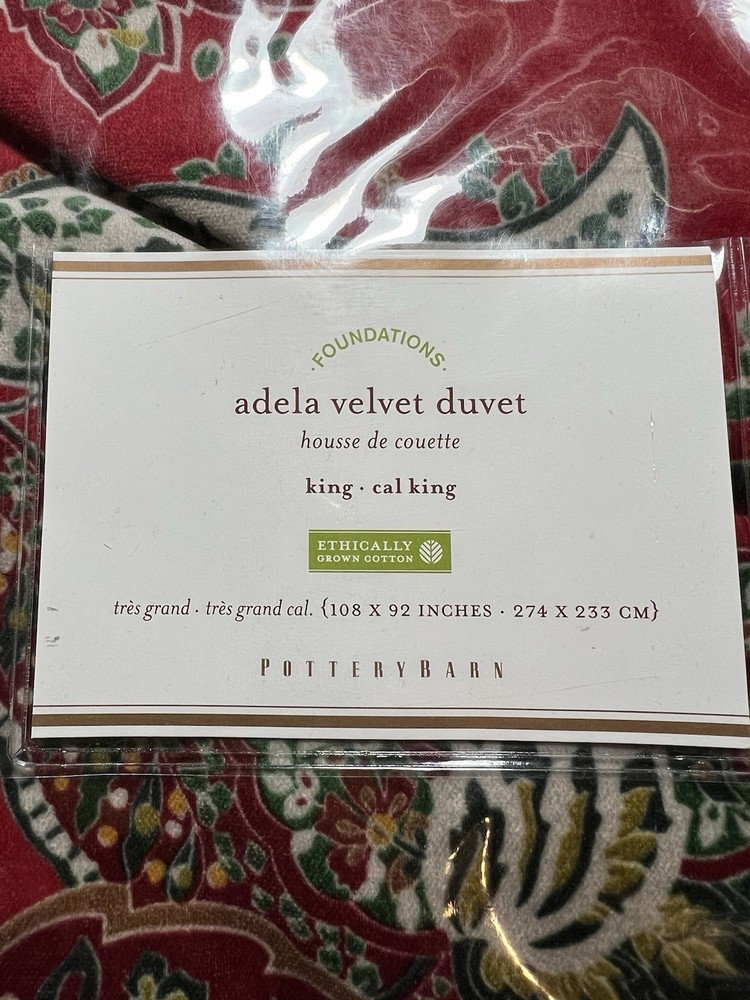 ·FOUNDATIONS·
adela velvet duvet
housse de couette
king · cal king
ETHICALLY
GROWN COTTON
très grand · très grand cal. {108 X 92 INCHES · 274 X 233 CM}
POTTERYBARN